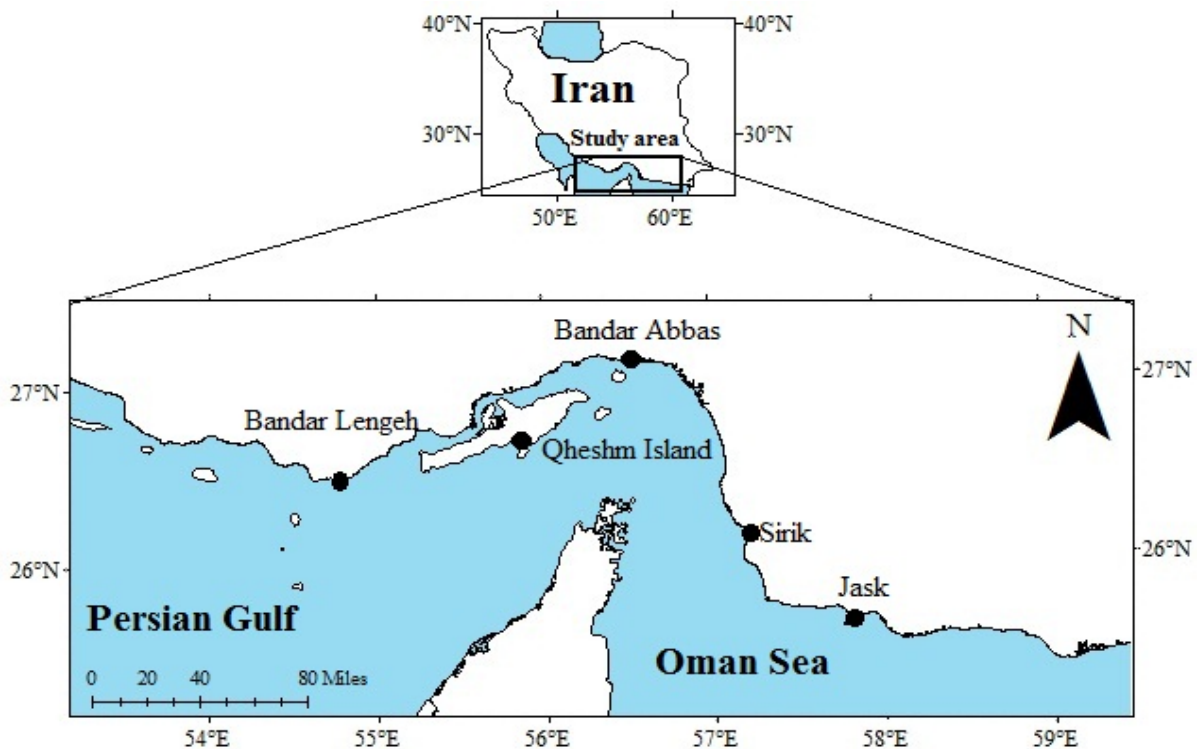 40°N
40°N
Iran
30°N
30°N
Study area
50°E
60°E
Bandar Abbas
N
27°N
27°N
Bandar Lengeh
Qheshm Island
Sirik
26°N
26°N
Jask
Persian Gulf
Oman Sea
0 20 40 80 Miles
54°E 55°E 56°E 57°E 58°E 59°E